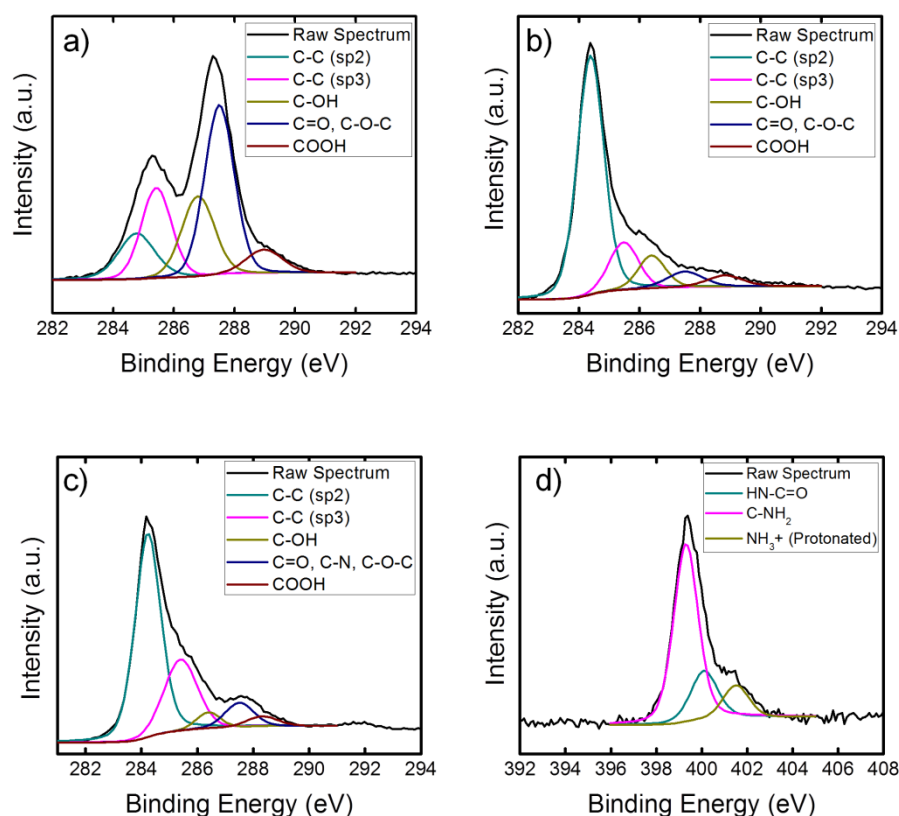 a)
Raw Spectrum
C-C (sp2)
C-C (sp3)
C-OH
C=O, C-O-C
COOH
Intensity (a.u.)
282 284 286 288 290 292 294
Binding Energy (eV)
b)
Raw Spectrum
C-C (sp2)
C-C (sp3)
C-OH
C=O, C-O-C
COOH
Intensity (a.u.)
282 284 286 288 290 292 294
Binding Energy (eV)
c)
Raw Spectrum
C-C (sp2)
C-C (sp3)
C-OH
C=O, C-N, C-O-C
COOH
Intensity (a.u.)
282 284 286 288 290 292 294
Binding Energy (eV)
d)
Raw Spectrum
HN-C=O
C-NH₂
NH₃+ (Protonated)
Intensity (a.u.)
392 394 396 398 400 402 404 406 408
Binding Energy (eV)